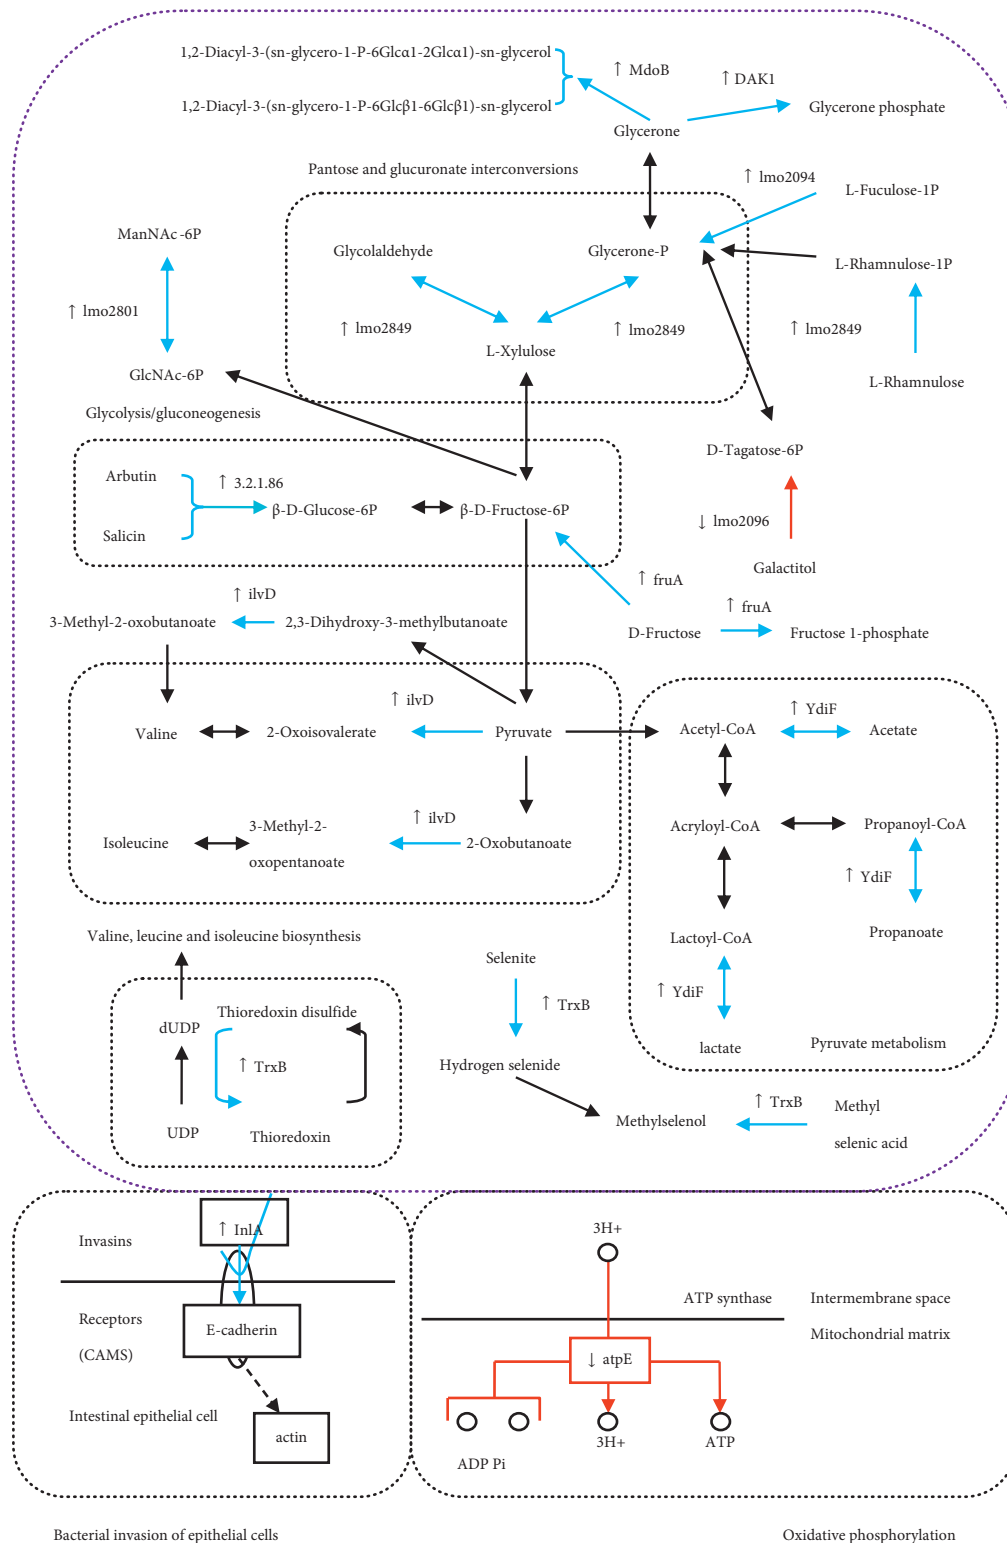 1,2-Diacyl-3-(sn-glycero-1-P-6Glcα1-2Glcα1)-sn-glycerol
↑ MdoB
↑ DAK1
1,2-Diacyl-3-(sn-glycero-1-P-6Glcβ1-6Glcβ1)-sn-glycerol
Glycerone phosphate
Glycerone
Pantose and glucuronate interconversions
↑ lmo2094
L-Fuculose-1P
ManNAc -6P
Glycolaldehyde
Glycerone-P
L-Rhamnulose-1P
↑ lmo2801
↑ lmo2849
↑ lmo2849
↑ lmo2849
L-Xylulose
GlcNAc-6P
L-Rhamnulose
Glycolysis/gluconeogenesis
D-Tagatose-6P
Arbutin
↑ 3.2.1.86
β-D-Glucose-6P
β-D-Fructose-6P
↓ lmo2096
Salicin
Galactitol
↑ fruA
↑ ilvD
↑ fruA
3-Methyl-2-oxobutanoate
2,3-Dihydroxy-3-methylbutanoate
D-Fructose
Fructose 1-phosphate
↑ ilvD
↑ YdiF
Valine
2-Oxoisovalerate
Pyruvate
Acetyl-CoA
Acetate
↑ ilvD
Acryloyl-CoA
Propanoyl-CoA
Isoleucine
3-Methyl-2-
oxopentanoate
2-Oxobutanoate
↑ YdiF
Valine, leucine and isoleucine biosynthesis
Lactoyl-CoA
Propanoate
Selenite
↑ YdiF
↑ TrxB
Thioredoxin disulfide
dUDP
↑ TrxB
lactate
Pyruvate metabolism
Hydrogen selenide
UDP
Thioredoxin
Methylselenol
↑ TrxB
Methyl
selenic acid
↑ InlA
3H+
Invasins
ATP synthase
Intermembrane space
Receptors
(CAMS)
E-cadherin
Mitochondrial matrix
↓ atpE
Intestinal epithelial cell
actin
3H+
ATP
ADP Pi
Bacterial invasion of epithelial cells
Oxidative phosphorylation